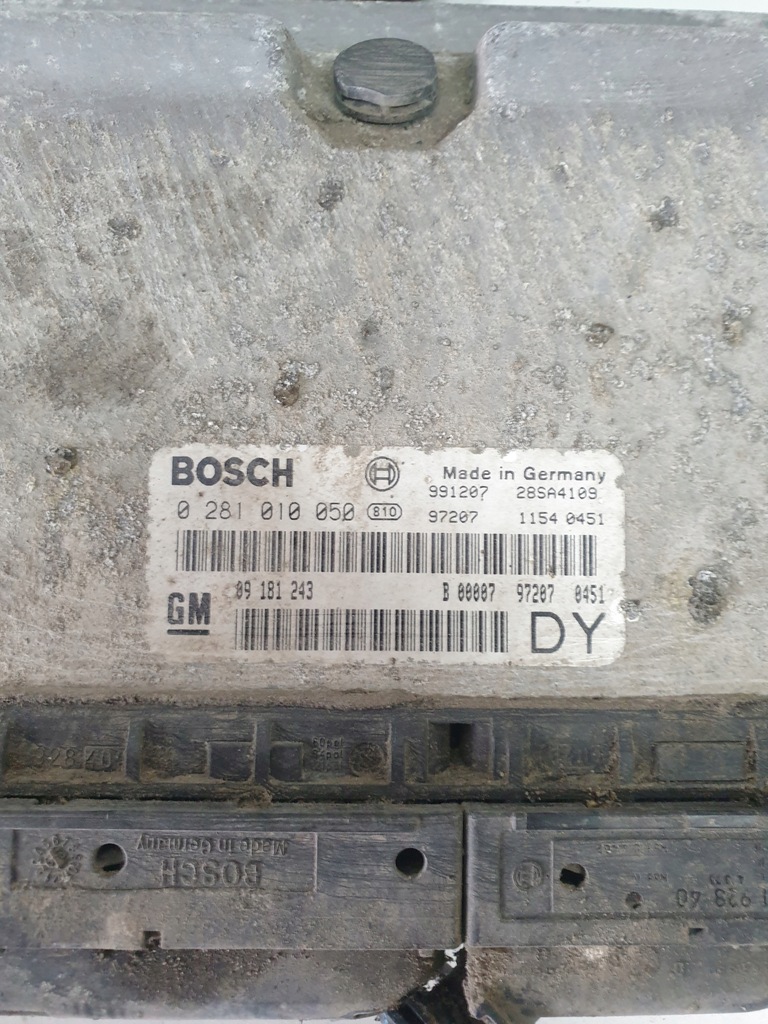 BOSCH Made in Germany
991207 28SA4109
0 281 010 050 810 97207 1154 0451
09 181 243 B 00007 97207 0451
GM
DY
BOSCH
Made in Germany